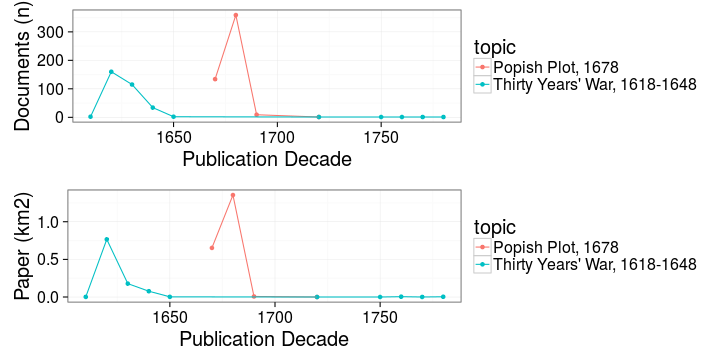 Documents (n)
300
200
100
0
1650
1700
1750
Publication Decade
topic
Popish Plot, 1678
Thirty Years' War, 1618-1648
Paper (km2)
1.0
0.5
0.0
1650
1700
1750
Publication Decade
topic
Popish Plot, 1678
Thirty Years' War, 1618-1648